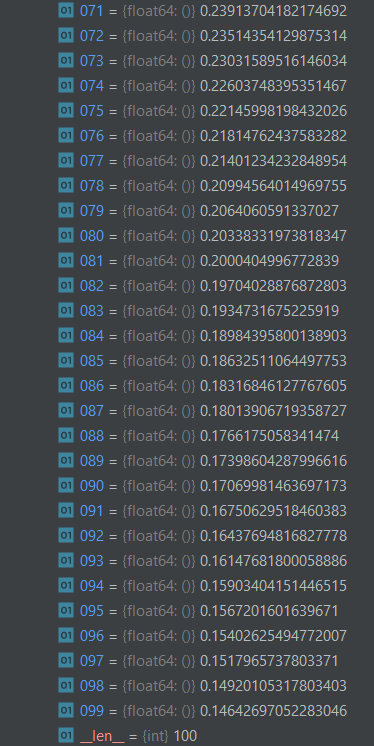 01 071 = {float64: ()} 0.23913704182174692
01 072 = {float64: ()} 0.23514354129875314
01 073 = {float64: ()} 0.23031589516146034
01 074 = {float64: ()} 0.22603748395351467
01 075 = {float64: ()} 0.22145998198432026
01 076 = {float64: ()} 0.21814762437583282
01 077 = {float64: ()} 0.21401234232848954
01 078 = {float64: ()} 0.20994564014969755
01 079 = {float64: ()} 0.2064060591337027
01 080 = {float64: ()} 0.20338331973818347
01 081 = {float64: ()} 0.2000404996772839
01 082 = {float64: ()} 0.19704028876872803
01 083 = {float64: ()} 0.1934731675225919
01 084 = {float64: ()} 0.18984395800138903
01 085 = {float64: ()} 0.18632511064497753
01 086 = {float64: ()} 0.18316846127767605
01 087 = {float64: ()} 0.18013906719358727
01 088 = {float64: ()} 0.1766175058341474
01 089 = {float64: ()} 0.17398604287996616
01 090 = {float64: ()} 0.17069981463697173
01 091 = {float64: ()} 0.16750629518460383
01 092 = {float64: ()} 0.16437694816827778
01 093 = {float64: ()} 0.16147681800058886
01 094 = {float64: ()} 0.15903404151446515
01 095 = {float64: ()} 0.1567201601639671
01 096 = {float64: ()} 0.15402625494772007
01 097 = {float64: ()} 0.1517965737803371
01 098 = {float64: ()} 0.14920105317803403
01 099 = {float64: ()} 0.14642697052283046
01 __len__ = {int} 100